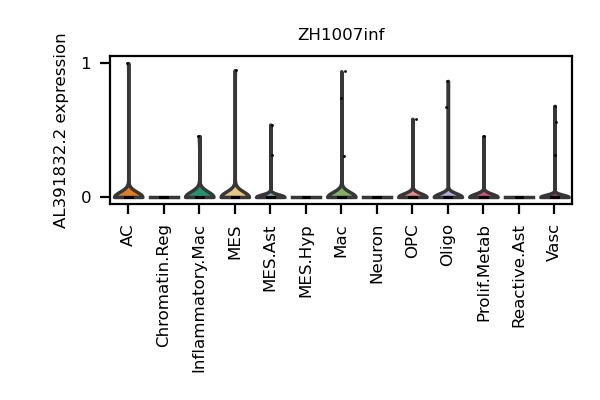 ZH1007inf
AL391832.2 expression
1
0
AC
Chromatin.Reg
Inflammatory.Mac
MES
MES.Ast
MES.Hyp
Mac
Neuron
OPC
Oligo
Prolif.Metab
Reactive.Ast
Vasc